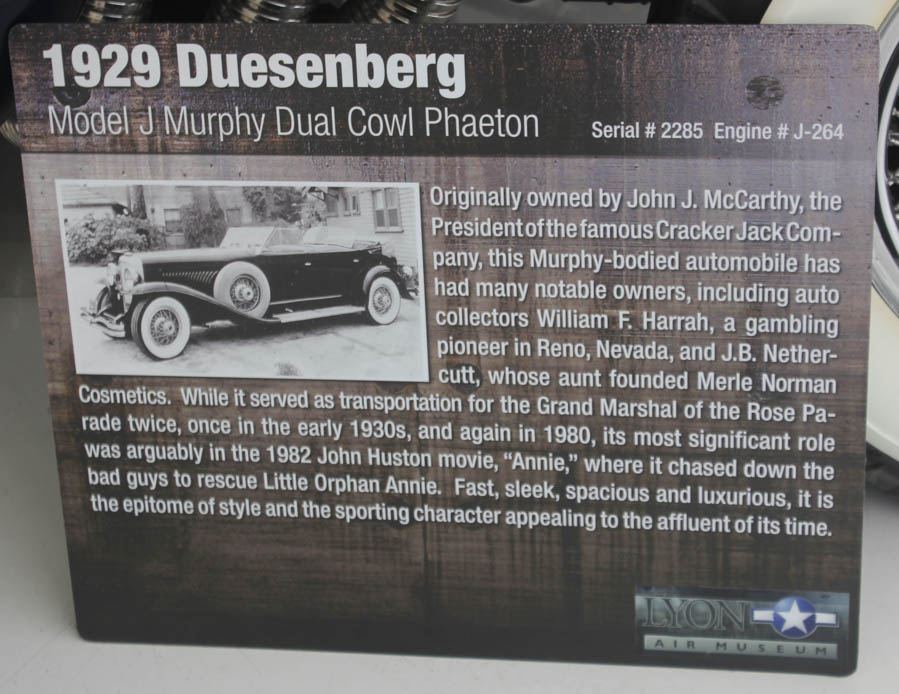 1929 Duesenberg
Model J Murphy Dual Cowl Phaeton
Serial # 2285 Engine # J-264
Originally owned by John J. McCarthy, the
President of the famous Cracker Jack Com-
pany, this Murphy-bodied automobile has
had many notable owners, including auto
collectors William F. Harrah, a gambling
pioneer in Reno, Nevada, and J.B. Nether-
cutt, whose aunt founded Merle Norman
Cosmetics. While it served as transportation for the Grand Marshal of the Rose Pa-
rade twice, once in the early 1930s, and again in 1980, its most significant role
was arguably in the 1982 John Huston movie, “Annie,” where it chased down the
bad guys to rescue Little Orphan Annie. Fast, sleek, spacious and luxurious, it is
the epitome of style and the sporting character appealing to the affluent of its time.
LYON
AIR MUSEUM